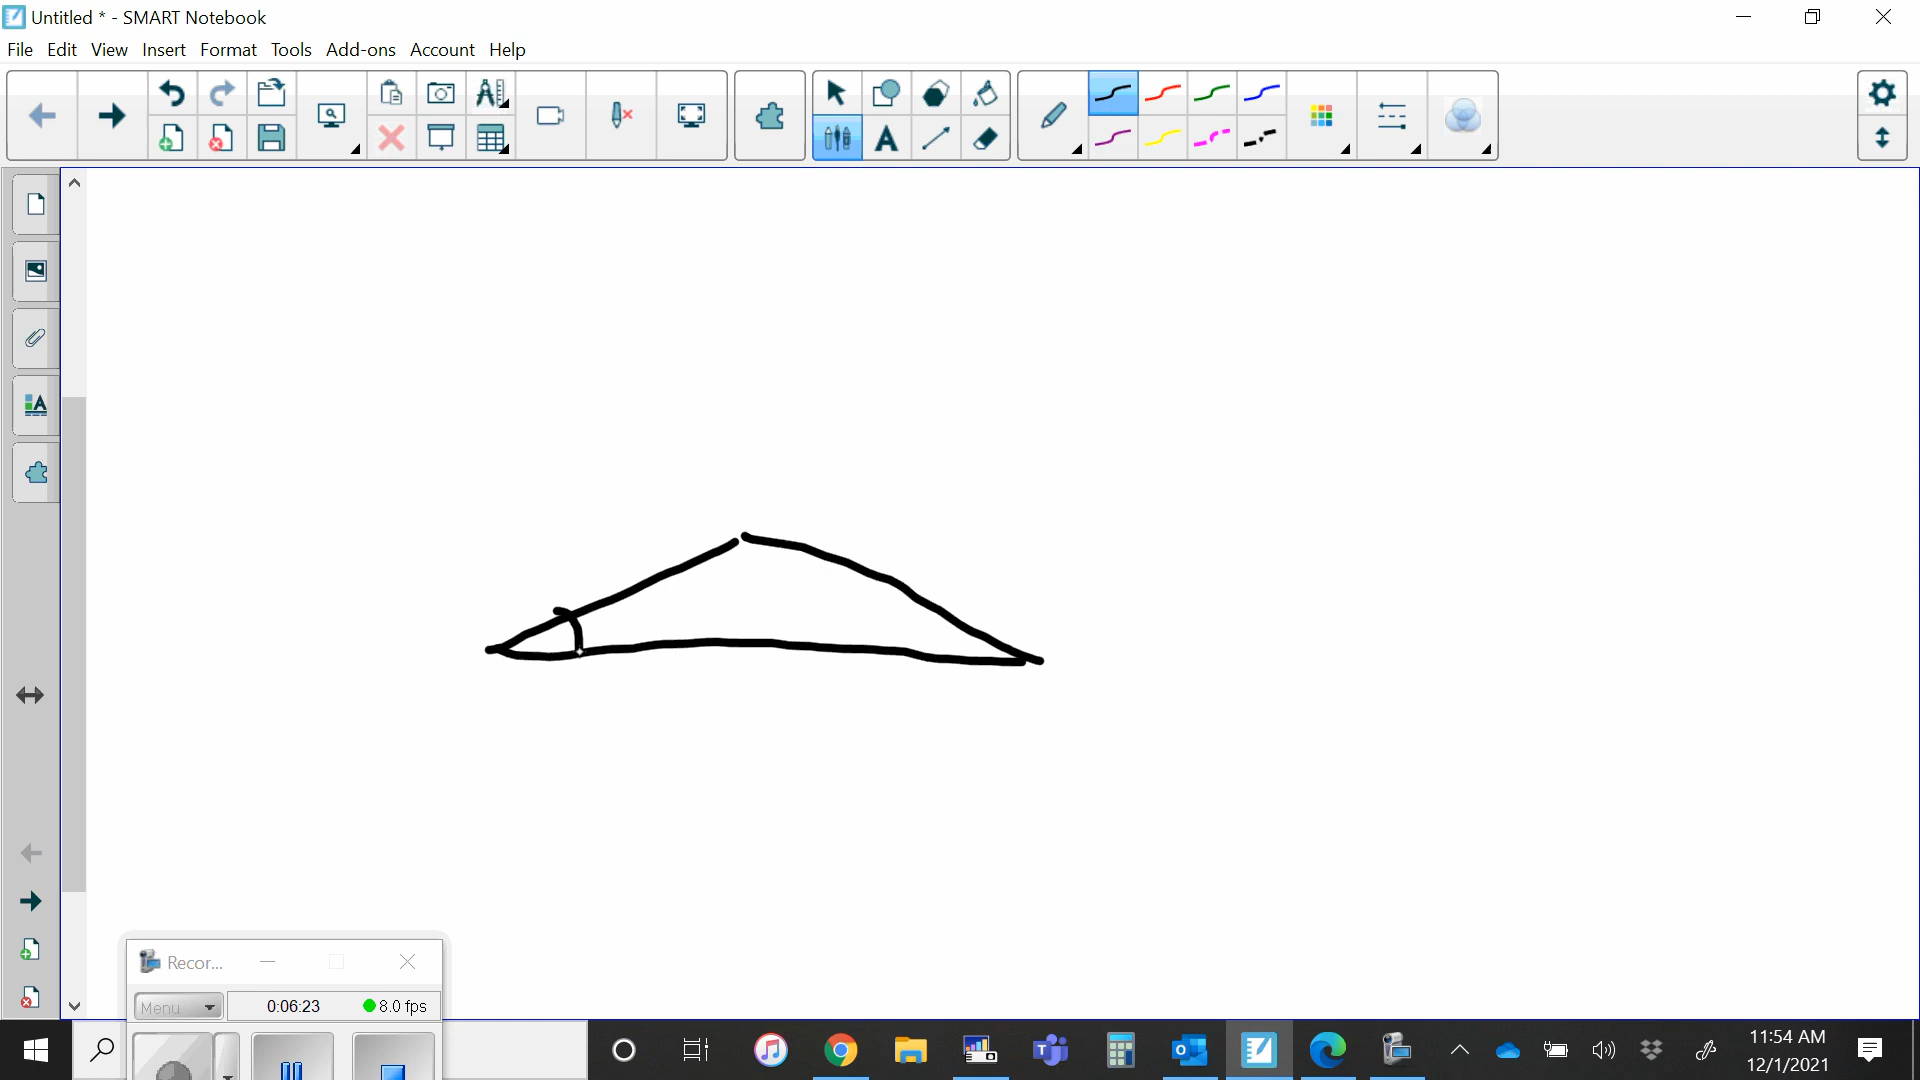 Untitled * - SMART Notebook
File Edit View Insert Format Tools Add-ons Account Help
Recor...
Menu 0:06:23 8.0 fps
11:54 AM
12/1/2021